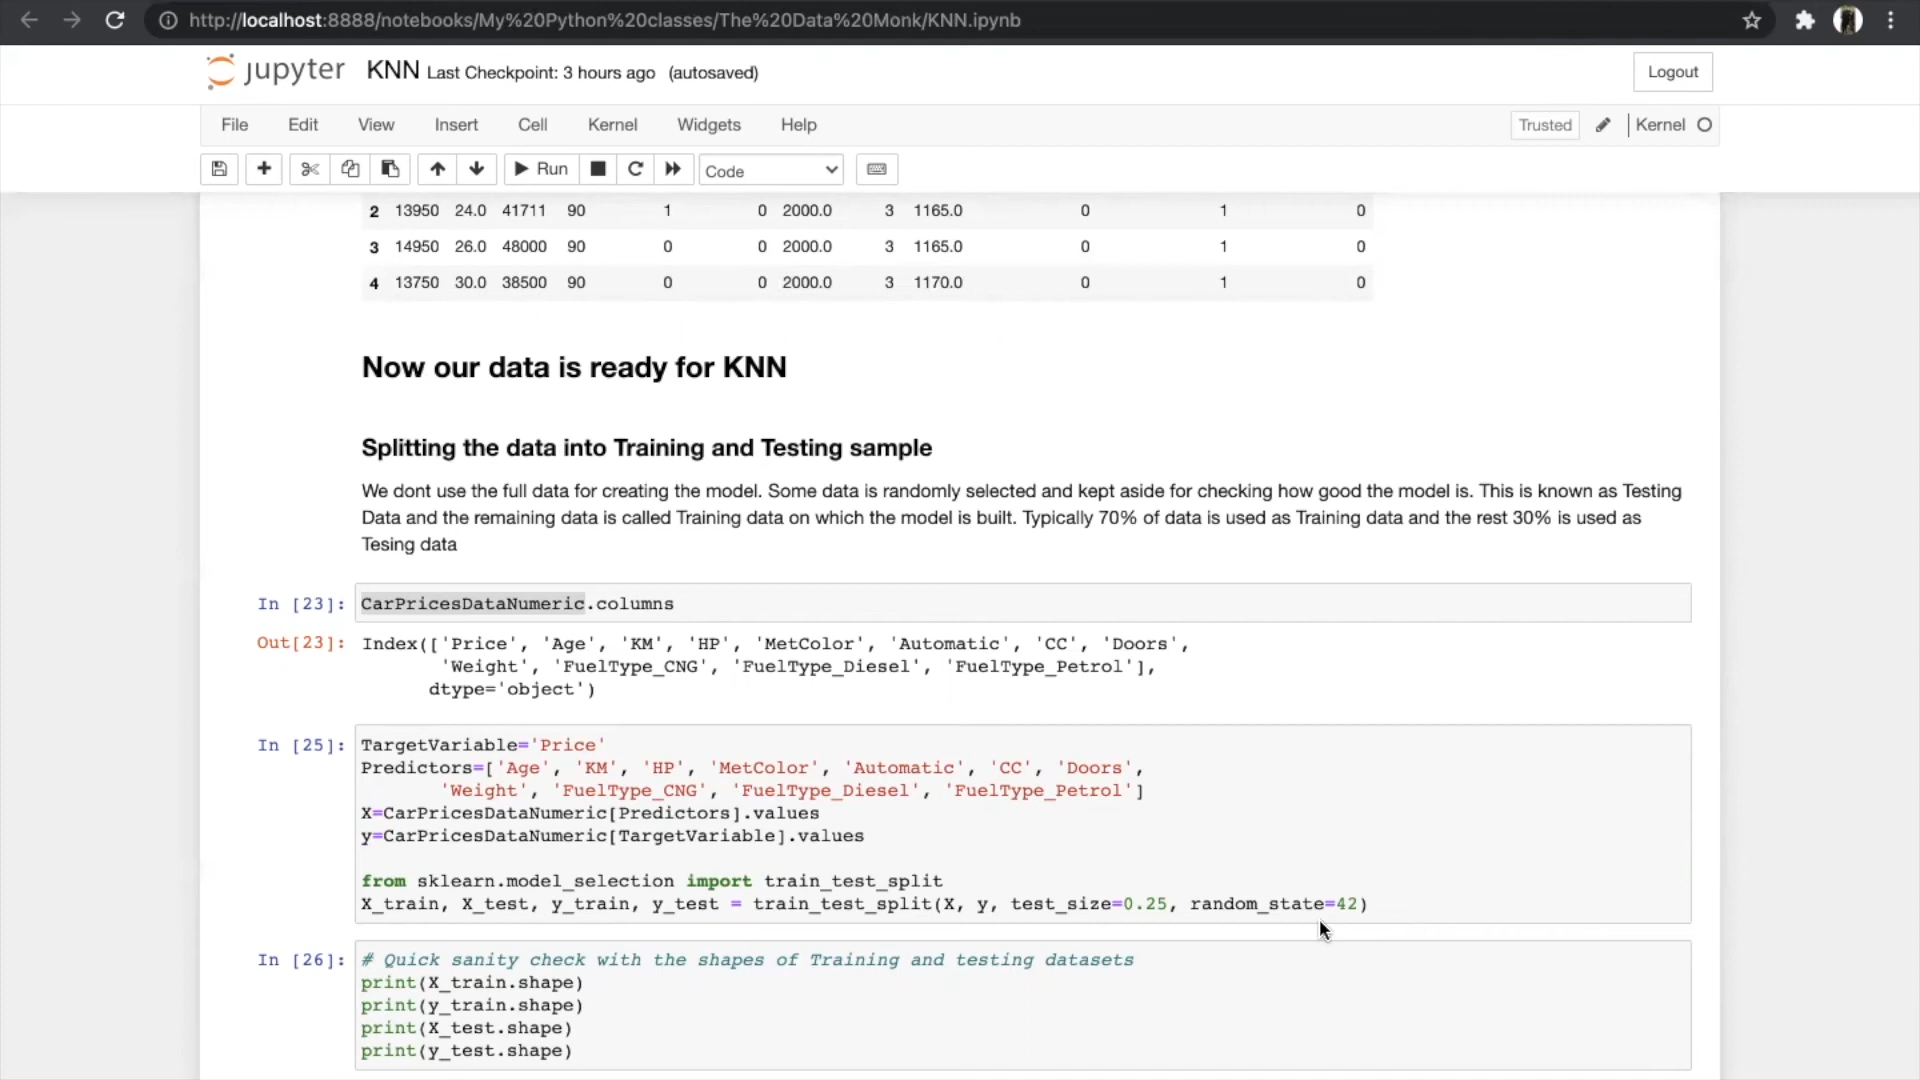 http://localhost:8888/notebooks/My%20Python%20classes/The%20Data%20Monk/KNN.ipynb
jupyter KNN Last Checkpoint: 3 hours ago (autosaved) Logout
File Edit View Insert Cell Kernel Widgets Help Trusted Kernel
Run Code
2 13950 24.0 41711 90 1 0 2000.0 3 1165.0 0 1 0
3 14950 26.0 48000 90 0 0 2000.0 3 1165.0 0 1 0
4 13750 30.0 38500 90 0 0 2000.0 3 1170.0 0 1 0
Now our data is ready for KNN
Splitting the data into Training and Testing sample
We dont use the full data for creating the model. Some data is randomly selected and kept aside for checking how good the model is. This is known as Testing
Data and the remaining data is called Training data on which the model is built. Typically 70% of data is used as Training data and the rest 30% is used as
Tesing data
In [23]: CarPricesDataNumeric.columns
Out[23]: Index(['Price', 'Age', 'KM', 'HP', 'MetColor', 'Automatic', 'CC', 'Doors',
'Weight', 'FuelType_CNG', 'FuelType_Diesel', 'FuelType_Petrol'],
dtype='object')
In [25]: TargetVariable='Price'
Predictors=['Age', 'KM', 'HP', 'MetColor', 'Automatic', 'CC', 'Doors',
'Weight', 'FuelType_CNG', 'FuelType_Diesel', 'FuelType_Petrol']
X=CarPricesDataNumeric[Predictors].values
y=CarPricesDataNumeric[TargetVariable].values
from sklearn.model_selection import train_test_split
X_train, X_test, y_train, y_test = train_test_split(X, y, test_size=0.25, random_state=42)
In [26]: # Quick sanity check with the shapes of Training and testing datasets
print(X_train.shape)
print(y_train.shape)
print(X_test.shape)
print(y_test.shape)